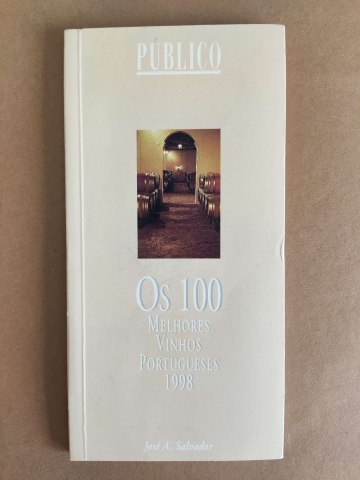 PÚBLICO
OS 100
MELHORES
VINHOS
PORTUGUESES
1998
José A. Salvador